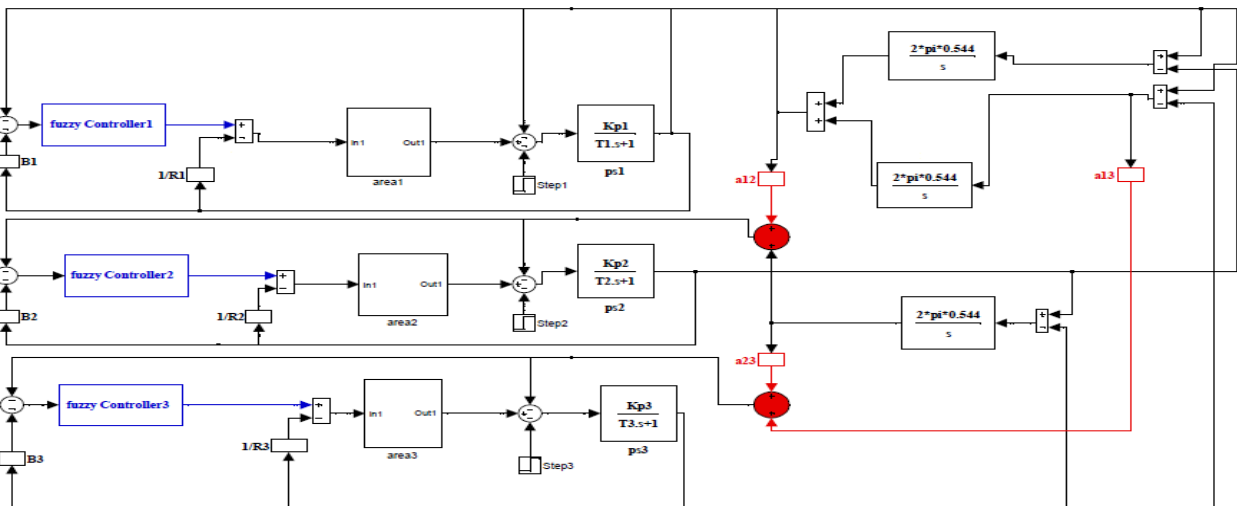 2*pi*0.544
s
fuzzy Controller1
+
-
B1
1/R1
In1
Out1
area1
Step1
Kp1
T1.s+1
ps1
+
+
2*pi*0.544
s
+
-
+
-
a12
a13
fuzzy Controller2
+
-
B2
1/R2
In1
Out1
area2
Step2
Kp2
T2.s+1
ps2
2*pi*0.544
s
+
-
a23
fuzzy Controller3
+
-
B3
1/R3
In1
Out1
area3
Step3
Kp3
T3.s+1
ps3